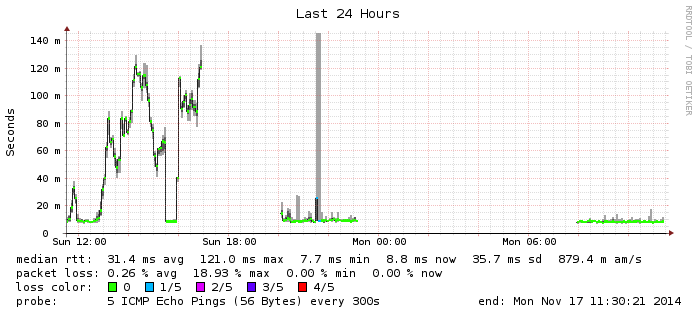 Last 24 Hours
RRDTOOL / TOBI OETIKER
Seconds
140 m
120 m
100 m
80 m
60 m
40 m
20 m
0
Sun 12:00 Sun 18:00 Mon 00:00 Mon 06:00
median rtt: 31.4 ms avg 121.0 ms max 7.7 ms min 8.8 ms now 35.7 ms sd 879.4 m am/s
packet loss: 0.26 % avg 18.93 % max 0.00 % min 0.00 % now
loss color: 0 1/5 2/5 3/5 4/5
probe: 5 ICMP Echo Pings (56 Bytes) every 300s end: Mon Nov 17 11:30:21 2014